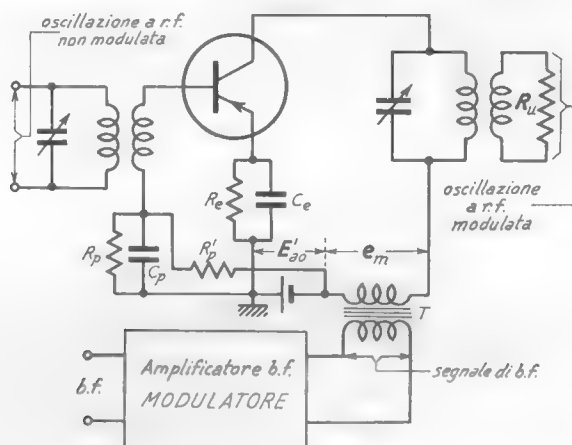 oscillazione a r.f.
non modulata
R_u
R_e
C_e
oscillazione
a r.f.
modulata
R_p
C_p
R'_p
E'_ao
e_m
T
b.f.
Amplificatore b.f.
MODULATORE
segnale di b.f.